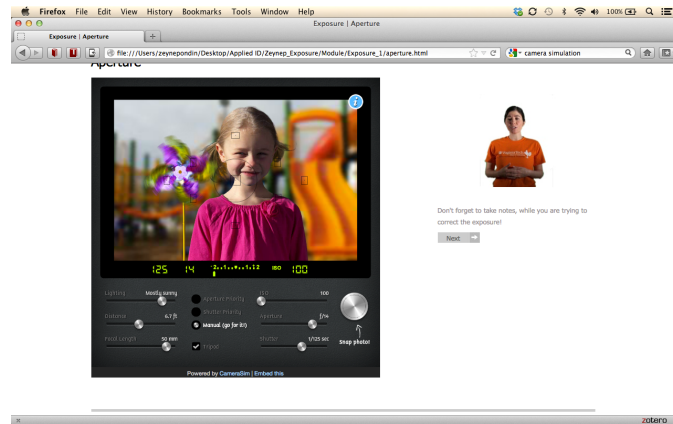 Firefox File Edit View History Bookmarks Tools Window Help 100%
Exposure | Aperture
Exposure | Aperture
file:///Users/zeynepondin/Desktop/Applied ID/Zeynep_Exposure/Module/Exposure_1/aperture.html camera simulation
Aperture
Don't forget to take notes, while you are trying to
correct the exposure!
Next
125 14 ISO 100
Lighting Mostly sunny Aperture Priority ISO 100
Shutter Priority
Distance 6.7 ft Aperture f/14
Manual (go for it!)
Focal Length 50 mm Tripod Shutter 1/125 sec Snap photo!
Powered by CameraSim | Embed this
zotero